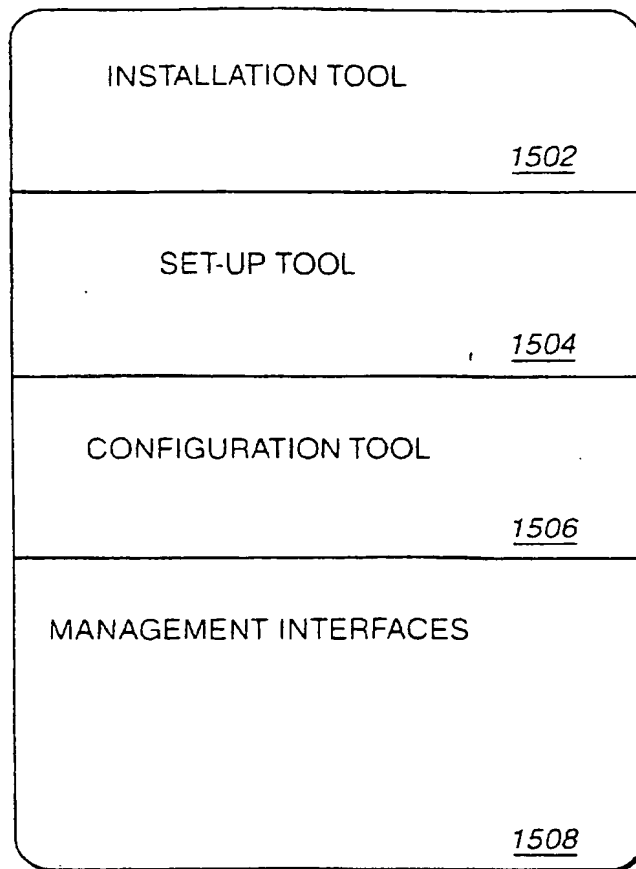 INSTALLATION TOOL
1502
SET-UP TOOL
1504
CONFIGURATION TOOL
1506
MANAGEMENT INTERFACES
1508